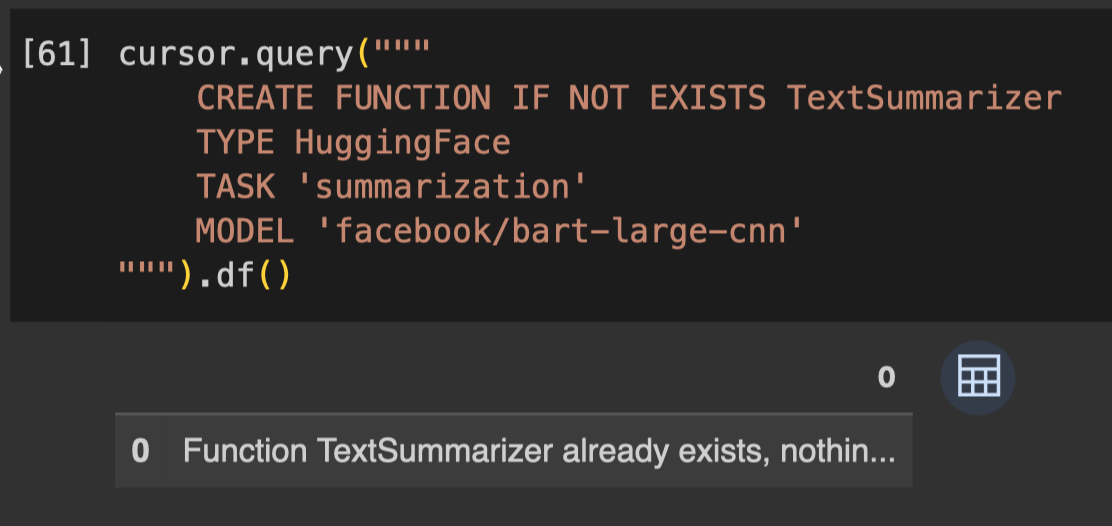 [61] cursor.query("""
CREATE FUNCTION IF NOT EXISTS TextSummarizer
TYPE HuggingFace
TASK 'summarization'
MODEL 'facebook/bart-large-cnn'
""").df()
0
0 Function TextSummarizer already exists, nothin...